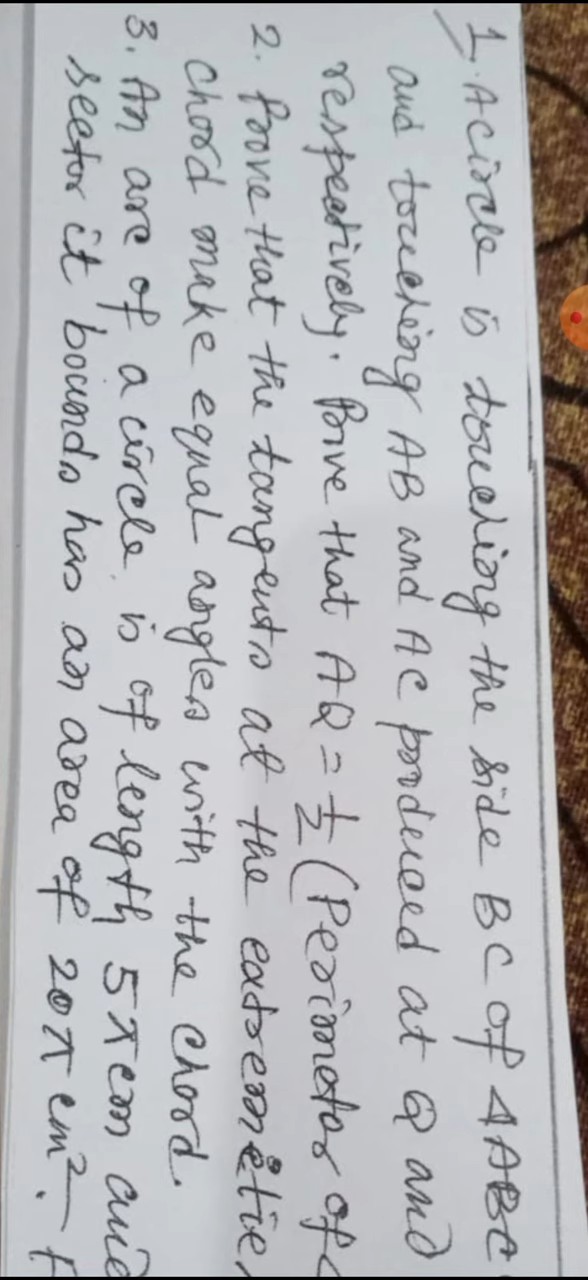 1. A circle is touching the side BC of △ABC
and touching AB and AC produced at Q and
respectively. Prove that AQ = 1/2 (Perimeter of
2. Prove that the tangents at the
chord make equal angles with the chord.
3. An arc of a circle is of length 5π cm and
sector it bounds has an area of 20π cm². F